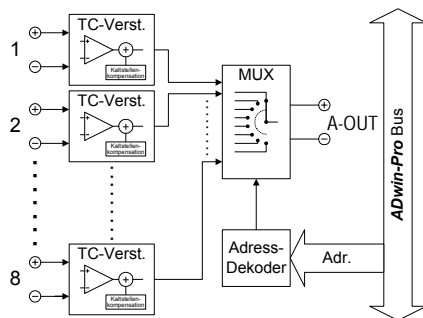 TC-Verst.
1
Kaltstellen-
kompensation
MUX
TC-Verst.
2
Kaltstellen-
kompensation
A-OUT
ADwin-Pro Bus
TC-Verst.
8
Kaltstellen-
kompensation
Adress-
Dekoder
Adr.